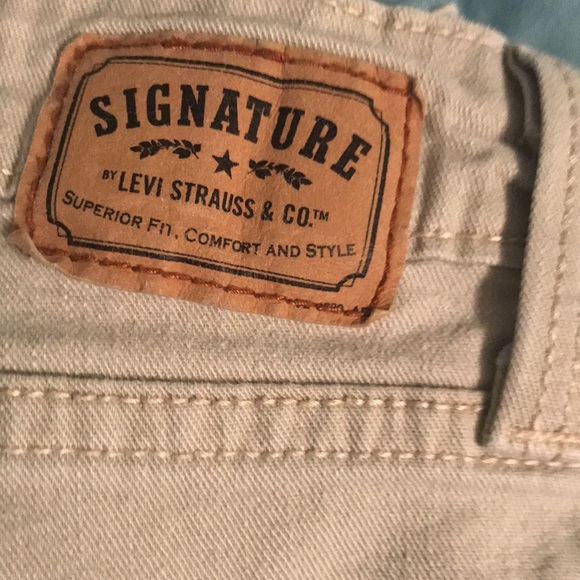 SIGNATURE
BY LEVI STRAUSS & CO.™
SUPERIOR FIT, COMFORT AND STYLE